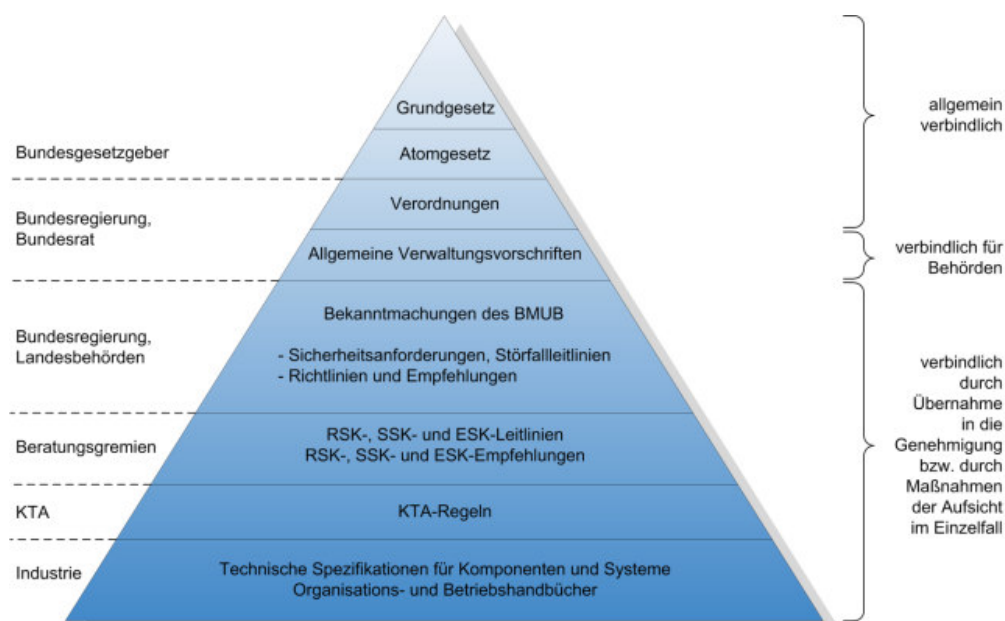 Grundgesetz
allgemein
verbindlich
Bundesgesetzgeber
Atomgesetz
Bundesregierung,
Bundesrat
Verordnungen
Allgemeine Verwaltungsvorschriften
verbindlich für
Behörden
Bundesregierung,
Landesbehörden
Bekanntmachungen des BMUB
- Sicherheitsanforderungen, Störfallleitlinien
- Richtlinien und Empfehlungen
verbindlich
durch
Übernahme
in die
Genehmigung
bzw. durch
Maßnahmen
der Aufsicht
im Einzelfall
Beratungsgremien
RSK-, SSK- und ESK-Leitlinien
RSK-, SSK- und ESK-Empfehlungen
KTA
KTA-Regeln
Industrie
Technische Spezifikationen für Komponenten und Systeme
Organisations- und Betriebshandbücher